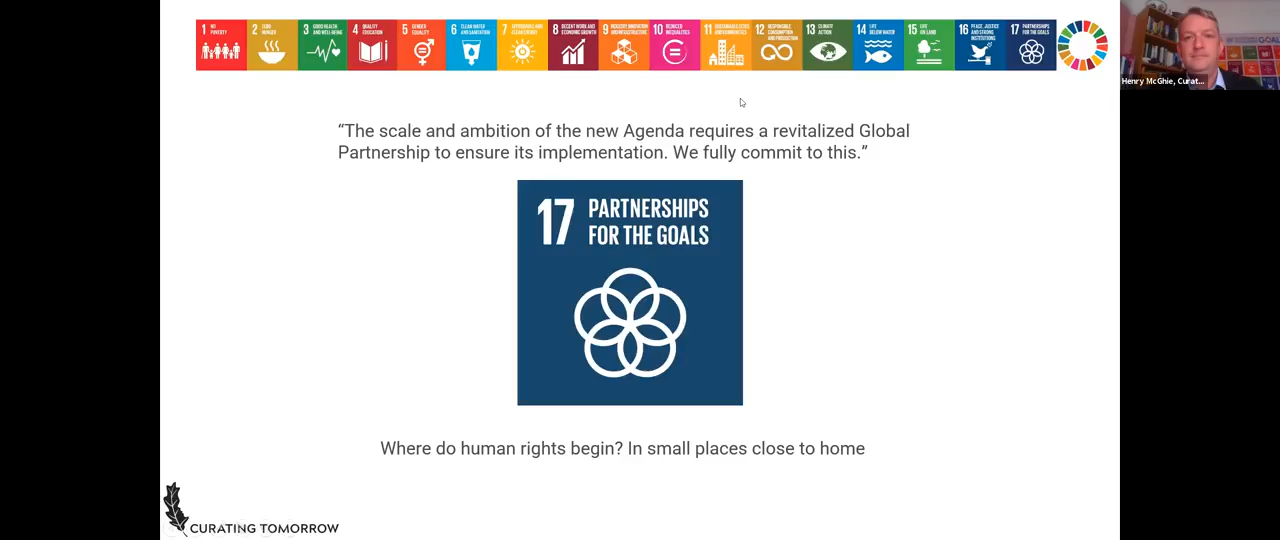 1 NO POVERTY
2 ZERO HUNGER
3 GOOD HEALTH AND WELL-BEING
4 QUALITY EDUCATION
5 GENDER EQUALITY
6 CLEAN WATER AND SANITATION
7 AFFORDABLE AND CLEAN ENERGY
8 DECENT WORK AND ECONOMIC GROWTH
9 INDUSTRY, INNOVATION AND INFRASTRUCTURE
10 REDUCED INEQUALITIES
11 SUSTAINABLE CITIES AND COMMUNITIES
12 RESPONSIBLE CONSUMPTION AND PRODUCTION
13 CLIMATE ACTION
14 LIFE BELOW WATER
15 LIFE ON LAND
16 PEACE, JUSTICE AND STRONG INSTITUTIONS
17 PARTNERSHIPS FOR THE GOALS
Henry McGhie, Curat...
“The scale and ambition of the new Agenda requires a revitalized Global
Partnership to ensure its implementation. We fully commit to this.”
17 PARTNERSHIPS
FOR THE GOALS
Where do human rights begin? In small places close to home
CURATING TOMORROW